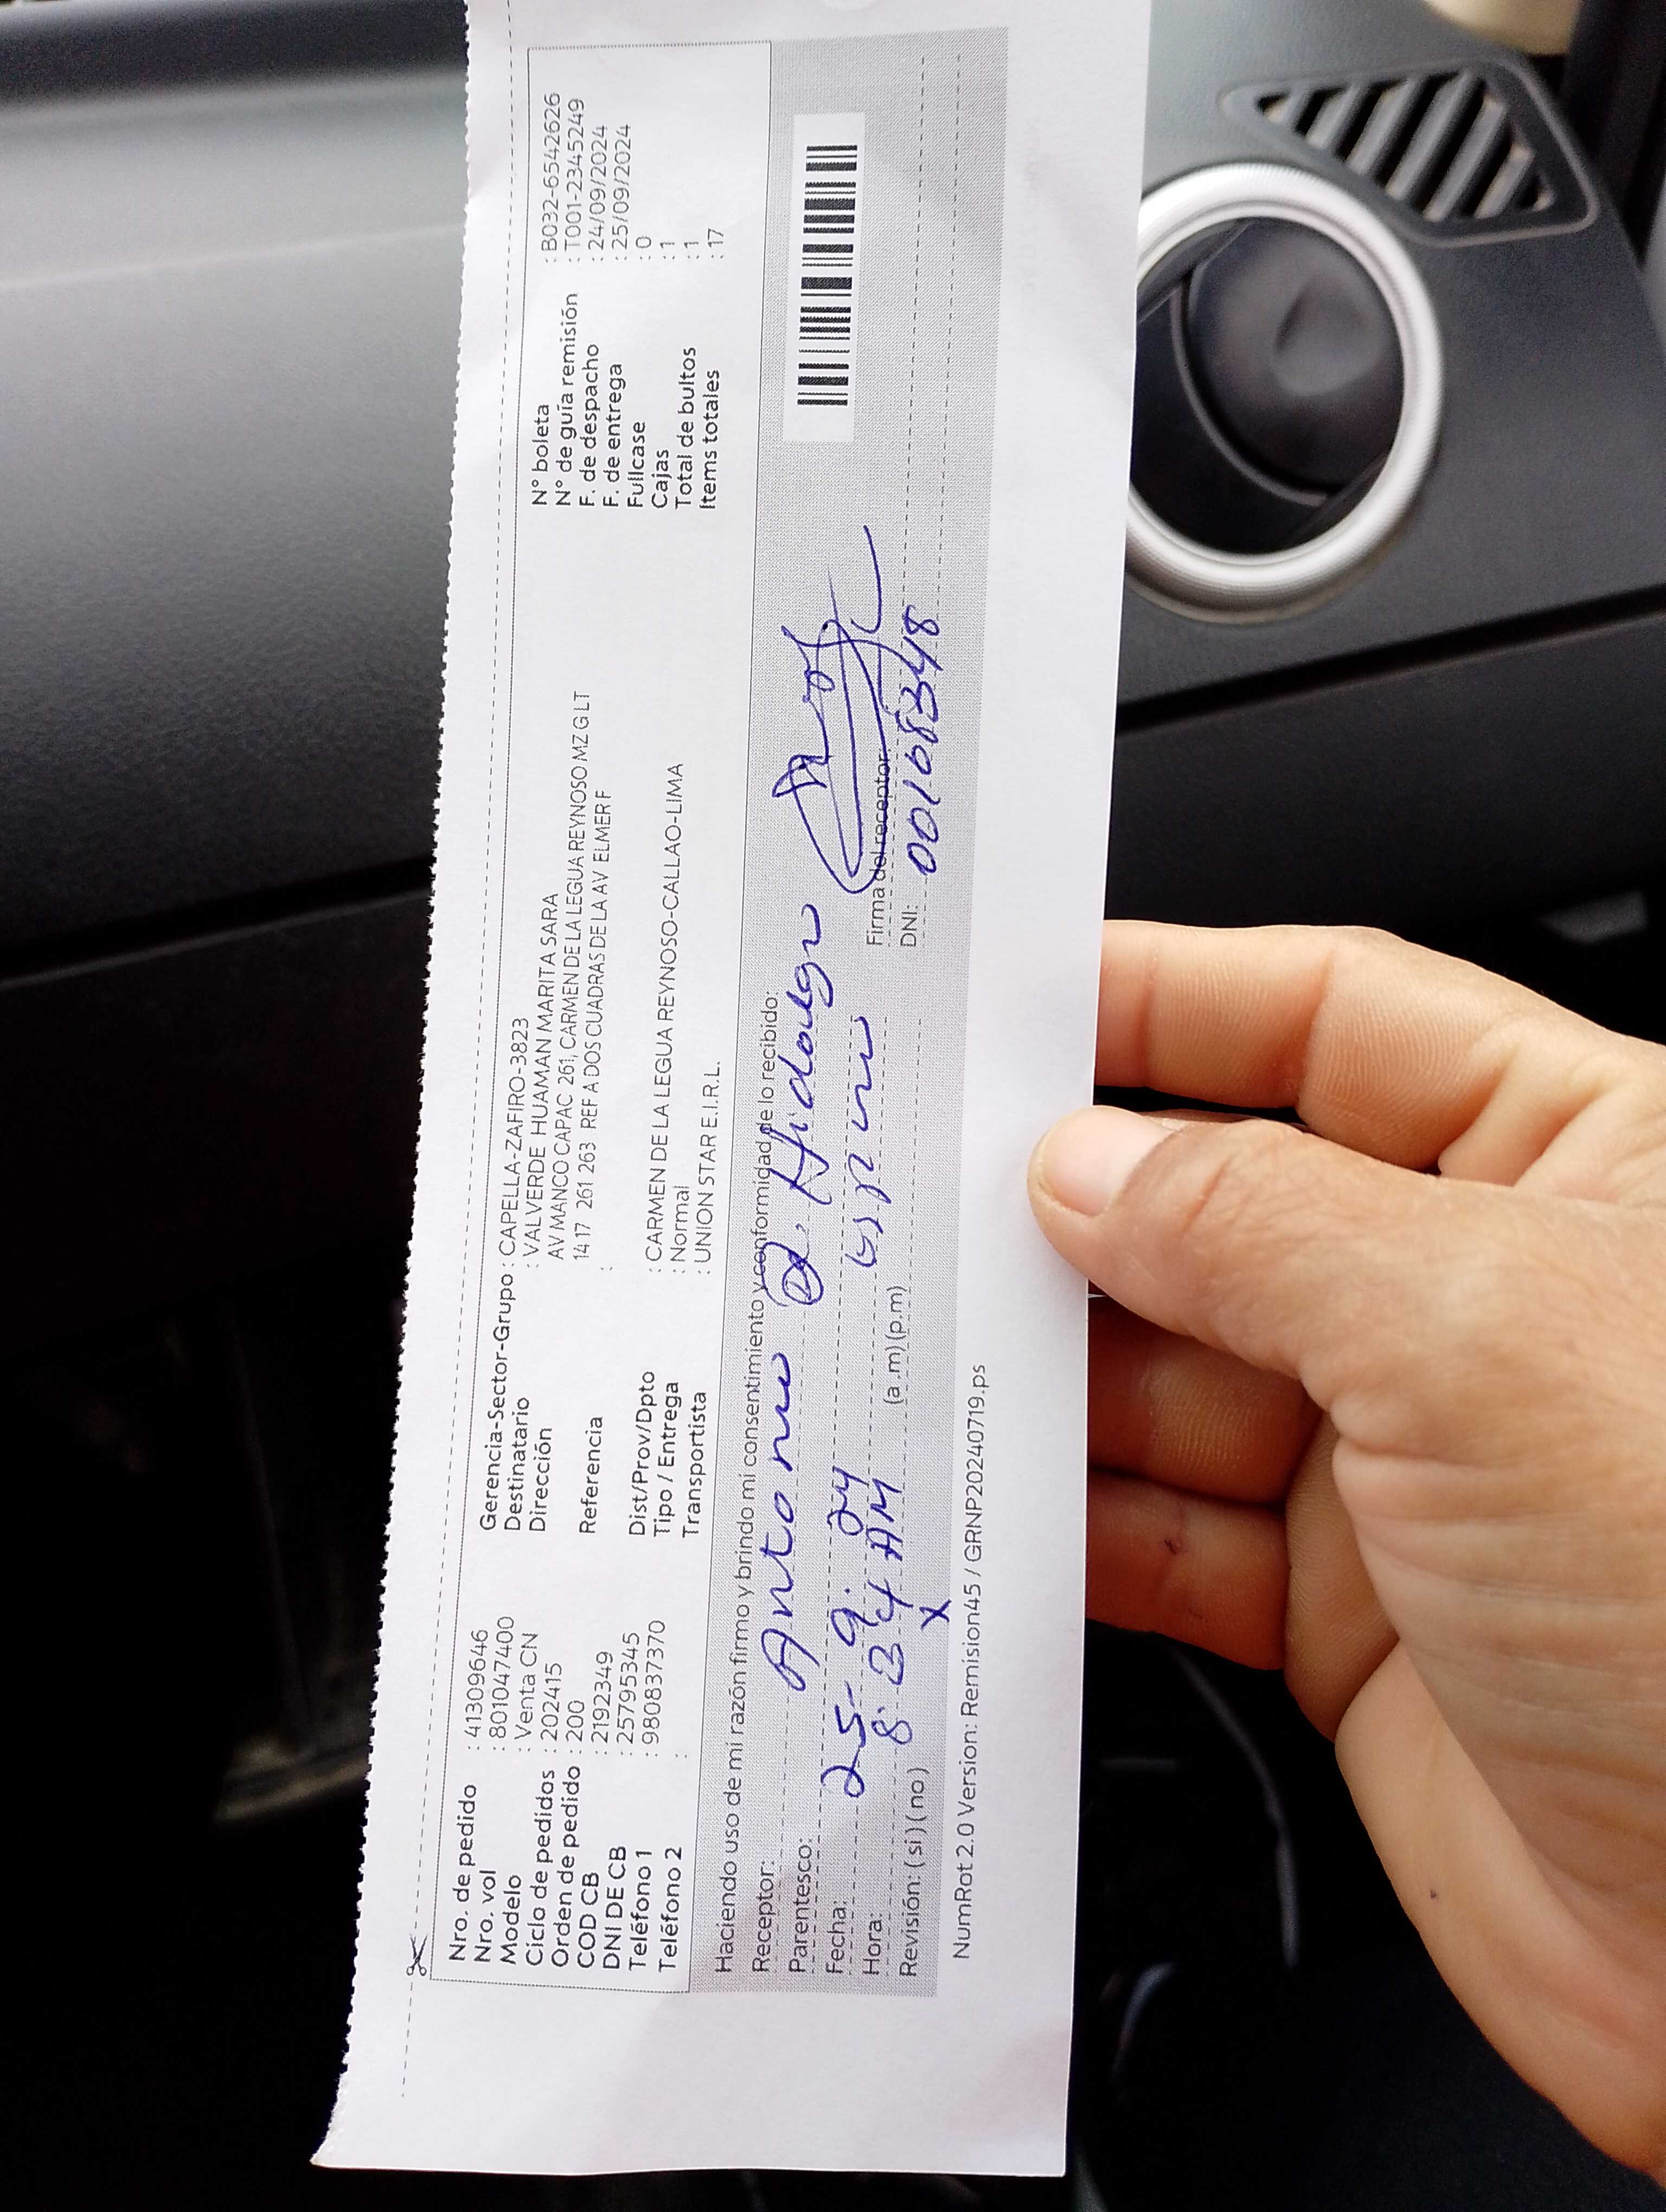 Nro. de pedido : 41309646
Nro. vol : 801047400
Modelo : Venta CN
Ciclo de pedidos : 202415
Orden de pedido : 200
COD CB : 2192349
DNI DE CB : 25795345
Teléfono 1 : 980837370
Teléfono 2 :
Gerencia-Sector-Grupo : CAPELLA-ZAFIRO-3823
Destinatario : VALVERDE HUAMAN MARITA SARA
Dirección AV MANCO CAPAC 261, CARMEN DE LA LEGUA REYNOSO MZ G LT
14 17 261 263 REF A DOS CUADRAS DE LA AV ELMER F
Referencia :
Dist/Prov/Dpto : CARMEN DE LA LEGUA REYNOSO-CALLAO-LIMA
Tipo / Entrega : Normal
Transportista : UNION STAR E.I.R.L.
N° boleta : B032-6542626
N° de guía remisión : T001-2345249
F. de despacho : 24/09/2024
F. de entrega : 25/09/2024
Fullcase : 0
Cajas : 1
Total de bultos : 1
Items totales : 17
Haciendo uso de mi razón firmo y brindo mi consentimiento y conformidad de lo recibido:
Receptor: Antonio Hidalgo
Parentesco:
Fecha: 25-9.24
Hora: 8:34 AM (a.m)(p.m)
Revisión: (si)(no) X
Firma del receptor:
DNI: 00168348
NumRot 2.0 Version: Remision45 / GRNP20240719.ps